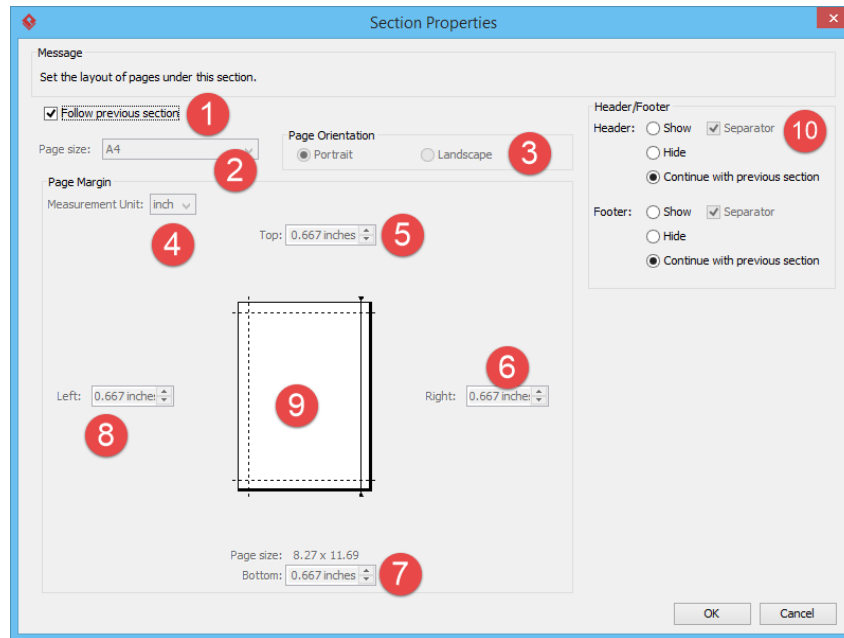 Section Properties
Message
Set the layout of pages under this section.
Follow previous section 1
Page size: A4 2
Page Orientation
Portrait Landscape 3
Page Margin
Measurement Unit: inch 4
Top: 0.667 inches 5
Left: 0.667 inche: 8
9
Right: 0.667 inche: 6
Page size: 8.27 x 11.69
Bottom: 0.667 inches 7
Header/Footer
Header: Show Separator 10
Hide
Continue with previous section
Footer: Show Separator
Hide
Continue with previous section
OK Cancel